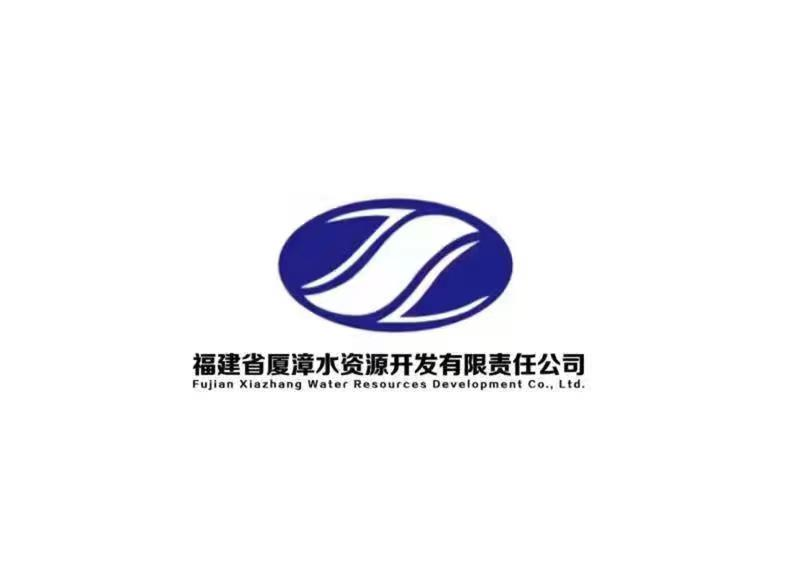 福建省厦漳水资源开发有限责任公司
Fujian Xiazhang Water Resources Development Co., Ltd.